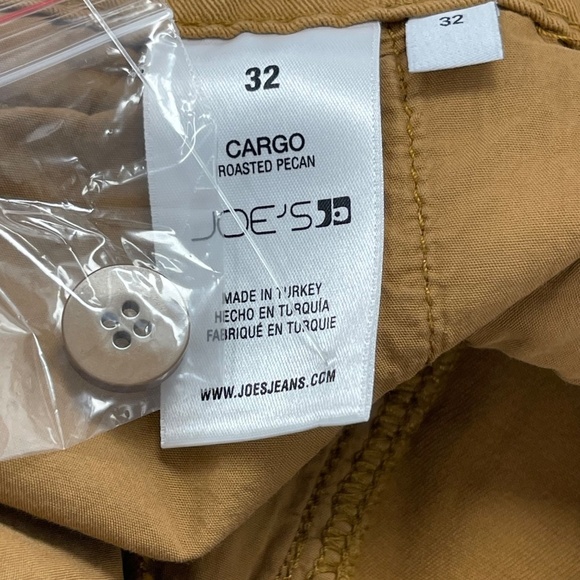 32
32
CARGO
ROASTED PECAN
JOE'S
MADE IN TURKEY
HECHO EN TURQUÍA
FABRIQUÉ EN TURQUIE
WWW.JOESJEANS.COM